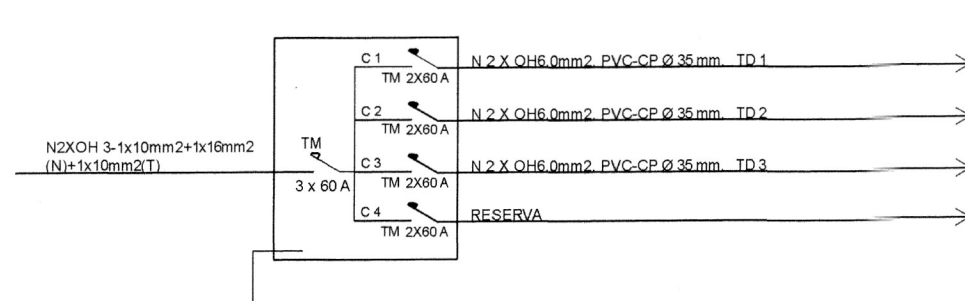 C 1
N 2 X OH6.0mm2. PVC-CP Ø 35 mm. TD 1
TM 2X60 A
C 2
N 2 X OH6.0mm2. PVC-CP Ø 35 mm. TD 2
TM 2X60 A
N2XOH 3-1x10mm2+1x16mm2
(N)+1x10mm2(T)
TM
3 x 60 A
C 3
N 2 X OH6.0mm2. PVC-CP Ø 35 mm. TD 3
TM 2X60 A
C 4
RESERVA
TM 2X60 A